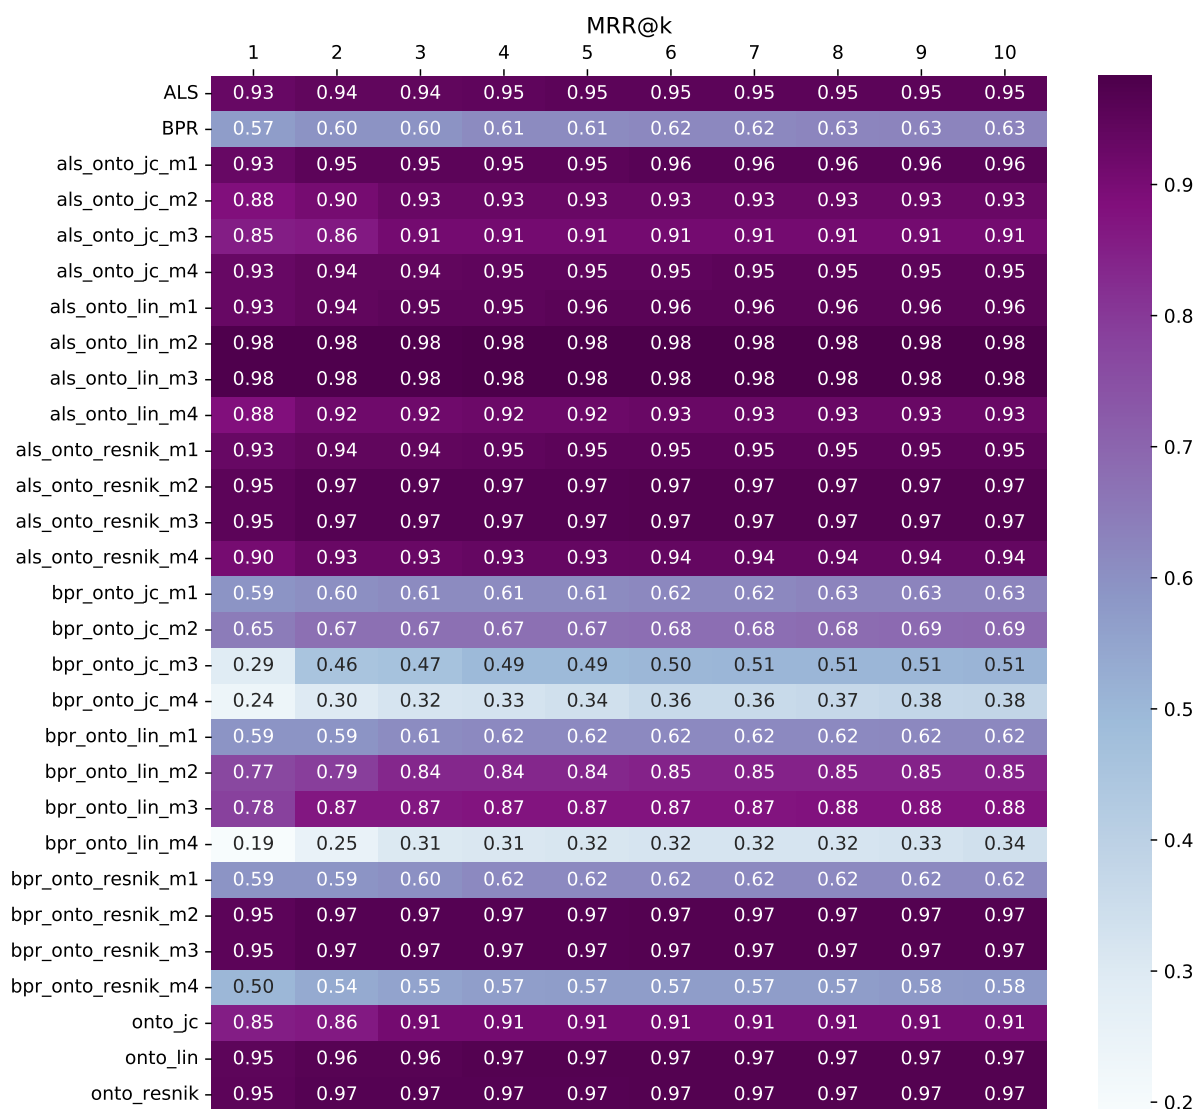 MRR@k
1 2 3 4 5 6 7 8 9 10
ALS 0.93 0.94 0.94 0.95 0.95 0.95 0.95 0.95 0.95 0.95
BPR 0.57 0.60 0.60 0.61 0.61 0.62 0.62 0.63 0.63 0.63
als_onto_jc_m1 0.93 0.95 0.95 0.95 0.95 0.96 0.96 0.96 0.96 0.96
als_onto_jc_m2 0.88 0.90 0.93 0.93 0.93 0.93 0.93 0.93 0.93 0.93
als_onto_jc_m3 0.85 0.86 0.91 0.91 0.91 0.91 0.91 0.91 0.91 0.91
als_onto_jc_m4 0.93 0.94 0.94 0.95 0.95 0.95 0.95 0.95 0.95 0.95
als_onto_lin_m1 0.93 0.94 0.95 0.95 0.96 0.96 0.96 0.96 0.96 0.96
als_onto_lin_m2 0.98 0.98 0.98 0.98 0.98 0.98 0.98 0.98 0.98 0.98
als_onto_lin_m3 0.98 0.98 0.98 0.98 0.98 0.98 0.98 0.98 0.98 0.98
als_onto_lin_m4 0.88 0.92 0.92 0.92 0.92 0.93 0.93 0.93 0.93 0.93
als_onto_resnik_m1 0.93 0.94 0.94 0.95 0.95 0.95 0.95 0.95 0.95 0.95
als_onto_resnik_m2 0.95 0.97 0.97 0.97 0.97 0.97 0.97 0.97 0.97 0.97
als_onto_resnik_m3 0.95 0.97 0.97 0.97 0.97 0.97 0.97 0.97 0.97 0.97
als_onto_resnik_m4 0.90 0.93 0.93 0.93 0.93 0.94 0.94 0.94 0.94 0.94
bpr_onto_jc_m1 0.59 0.60 0.61 0.61 0.61 0.62 0.62 0.63 0.63 0.63
bpr_onto_jc_m2 0.65 0.67 0.67 0.67 0.67 0.68 0.68 0.68 0.69 0.69
bpr_onto_jc_m3 0.29 0.46 0.47 0.49 0.49 0.50 0.51 0.51 0.51 0.51
bpr_onto_jc_m4 0.24 0.30 0.32 0.33 0.34 0.36 0.36 0.37 0.38 0.38
bpr_onto_lin_m1 0.59 0.59 0.61 0.62 0.62 0.62 0.62 0.62 0.62 0.62
bpr_onto_lin_m2 0.77 0.79 0.84 0.84 0.84 0.85 0.85 0.85 0.85 0.85
bpr_onto_lin_m3 0.78 0.87 0.87 0.87 0.87 0.87 0.87 0.88 0.88 0.88
bpr_onto_lin_m4 0.19 0.25 0.31 0.31 0.32 0.32 0.32 0.32 0.33 0.34
bpr_onto_resnik_m1 0.59 0.59 0.60 0.62 0.62 0.62 0.62 0.62 0.62 0.62
bpr_onto_resnik_m2 0.95 0.97 0.97 0.97 0.97 0.97 0.97 0.97 0.97 0.97
bpr_onto_resnik_m3 0.95 0.97 0.97 0.97 0.97 0.97 0.97 0.97 0.97 0.97
bpr_onto_resnik_m4 0.50 0.54 0.55 0.57 0.57 0.57 0.57 0.57 0.58 0.58
onto_jc 0.85 0.86 0.91 0.91 0.91 0.91 0.91 0.91 0.91 0.91
onto_lin 0.95 0.96 0.96 0.97 0.97 0.97 0.97 0.97 0.97 0.97
onto_resnik 0.95 0.97 0.97 0.97 0.97 0.97 0.97 0.97 0.97 0.97
0.9
0.8
0.7
0.6
0.5
0.4
0.3
0.2